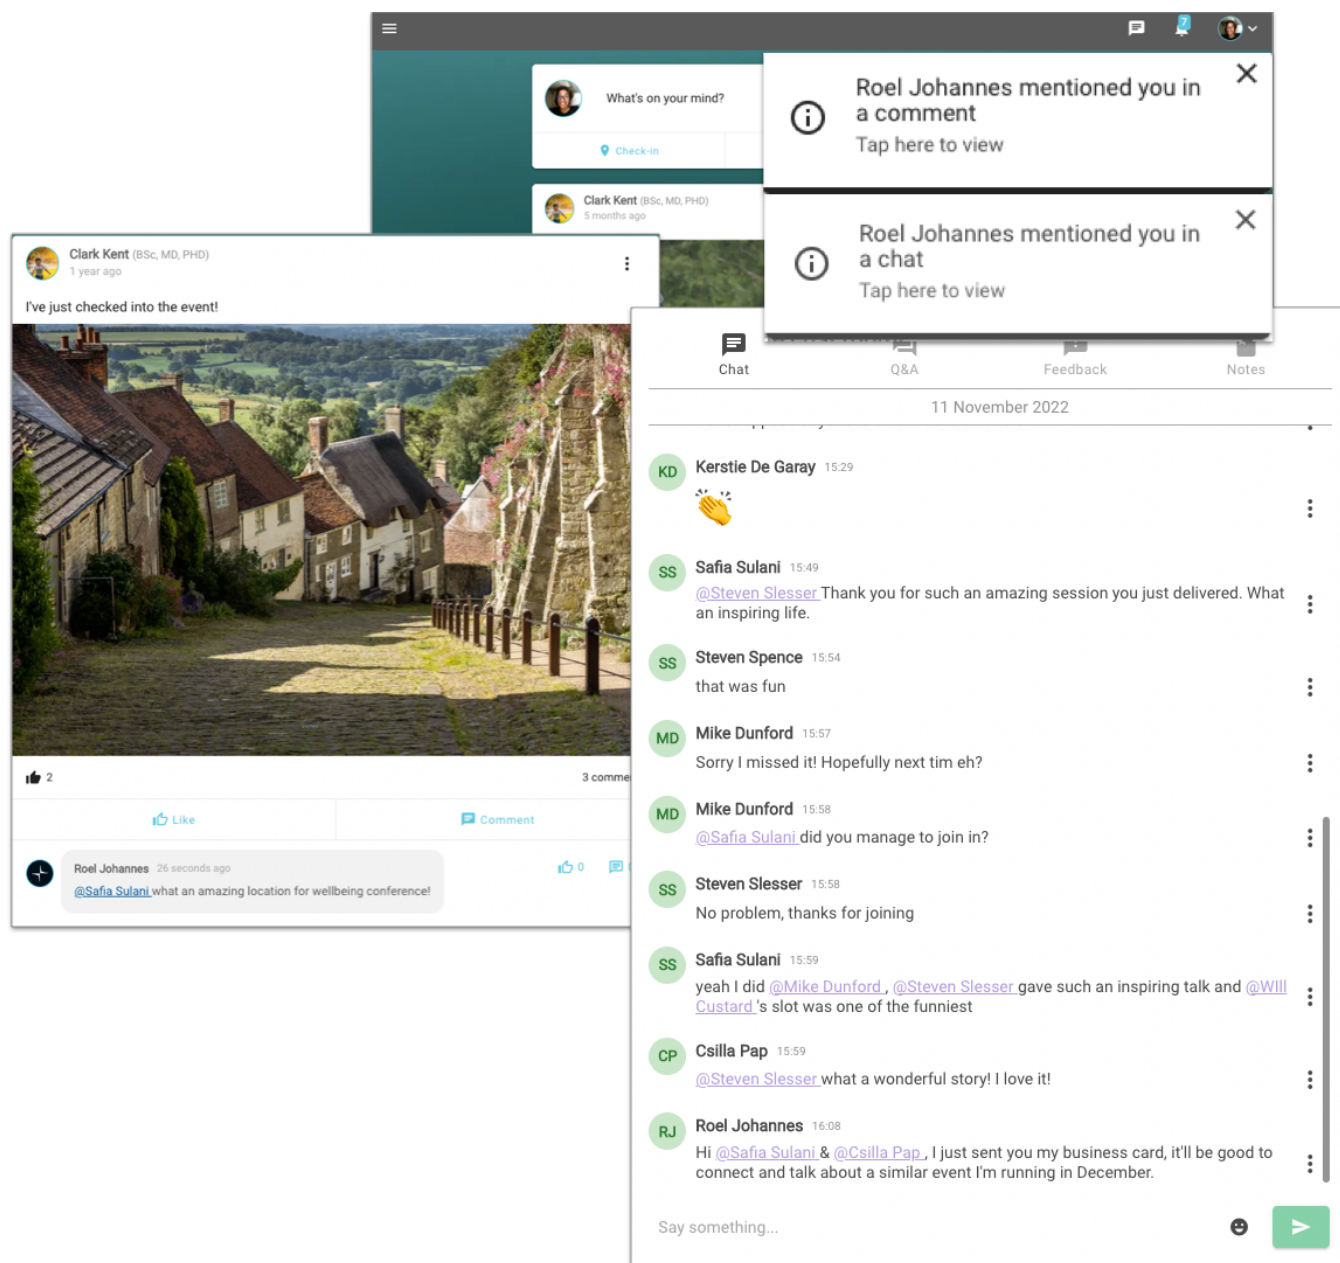 7
What's on your mind?
Check-in
Clark Kent (BSc, MD, PHD)
5 months ago
Roel Johannes mentioned you in
a comment
Tap here to view
Roel Johannes mentioned you in
a chat
Tap here to view
Clark Kent (BSc, MD, PHD)
1 year ago
I've just checked into the event!
2
3 comme
Like
Comment
Roel Johannes 26 seconds ago
@Safia Sulani what an amazing location for wellbeing conference!
0
Chat
Q&A
Feedback
Notes
11 November 2022
KD
Kerstie De Garay 15:29
SS
Safia Sulani 15:49
@Steven Slesser Thank you for such an amazing session you just delivered. What
an inspiring life.
SS
Steven Spence 15:54
that was fun
MD
Mike Dunford 15:57
Sorry I missed it! Hopefully next tim eh?
MD
Mike Dunford 15:58
@Safia Sulani did you manage to join in?
SS
Steven Slesser 15:58
No problem, thanks for joining
SS
Safia Sulani 15:59
yeah I did @Mike Dunford , @Steven Slesser gave such an inspiring talk and @WIll
Custard 's slot was one of the funniest
CP
Csilla Pap 15:59
@Steven Slesser what a wonderful story! I love it!
RJ
Roel Johannes 16:08
Hi @Safia Sulani & @Csilla Pap , I just sent you my business card, it'll be good to
connect and talk about a similar event I'm running in December.
Say something...